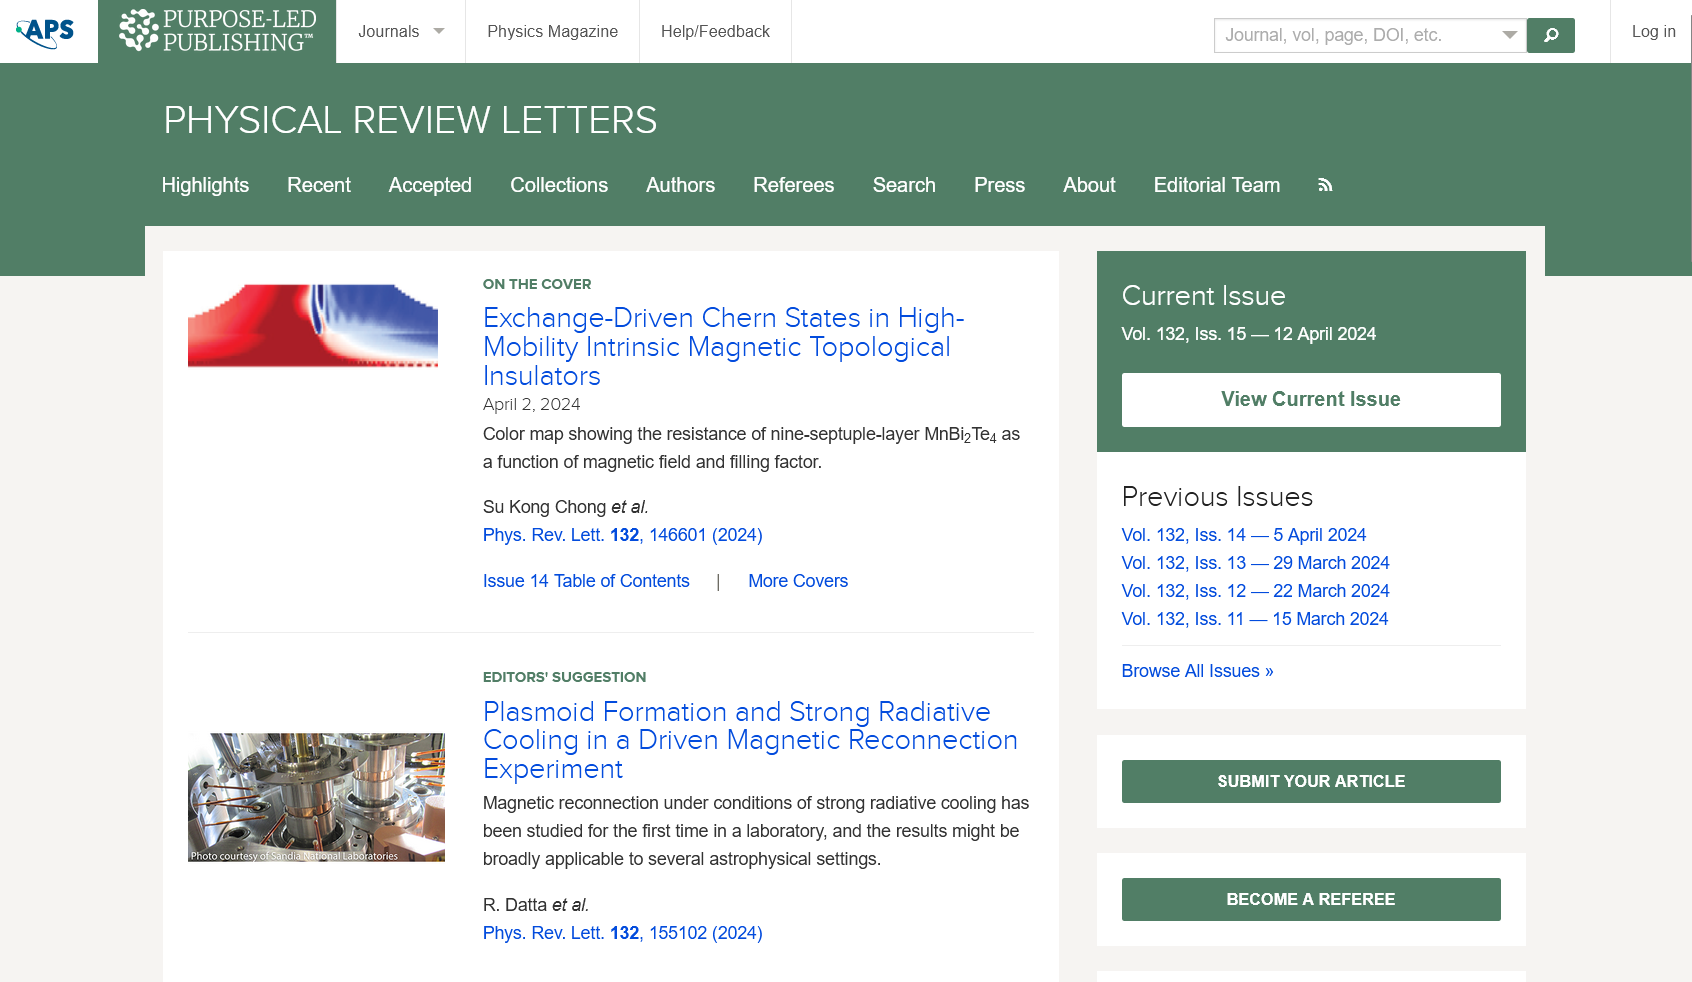 APS
PURPOSE-LED
PUBLISHING™
Journals
Physics Magazine
Help/Feedback
Journal, vol, page, DOI, etc.
Log in
PHYSICAL REVIEW LETTERS
Highlights
Recent
Accepted
Collections
Authors
Referees
Search
Press
About
Editorial Team
ON THE COVER
Exchange-Driven Chern States in High-
Mobility Intrinsic Magnetic Topological
Insulators
April 2, 2024
Color map showing the resistance of nine-septuple-layer MnBi₂Te₄ as
a function of magnetic field and filling factor.
Su Kong Chong et al.
Phys. Rev. Lett. 132, 146601 (2024)
Issue 14 Table of Contents | More Covers
EDITORS' SUGGESTION
Plasmoid Formation and Strong Radiative
Cooling in a Driven Magnetic Reconnection
Experiment
Magnetic reconnection under conditions of strong radiative cooling has
been studied for the first time in a laboratory, and the results might be
broadly applicable to several astrophysical settings.
R. Datta et al.
Phys. Rev. Lett. 132, 155102 (2024)
Photo courtesy of Sandia National Laboratories
Current Issue
Vol. 132, Iss. 15 — 12 April 2024
View Current Issue
Previous Issues
Vol. 132, Iss. 14 — 5 April 2024
Vol. 132, Iss. 13 — 29 March 2024
Vol. 132, Iss. 12 — 22 March 2024
Vol. 132, Iss. 11 — 15 March 2024
Browse All Issues »
SUBMIT YOUR ARTICLE
BECOME A REFEREE